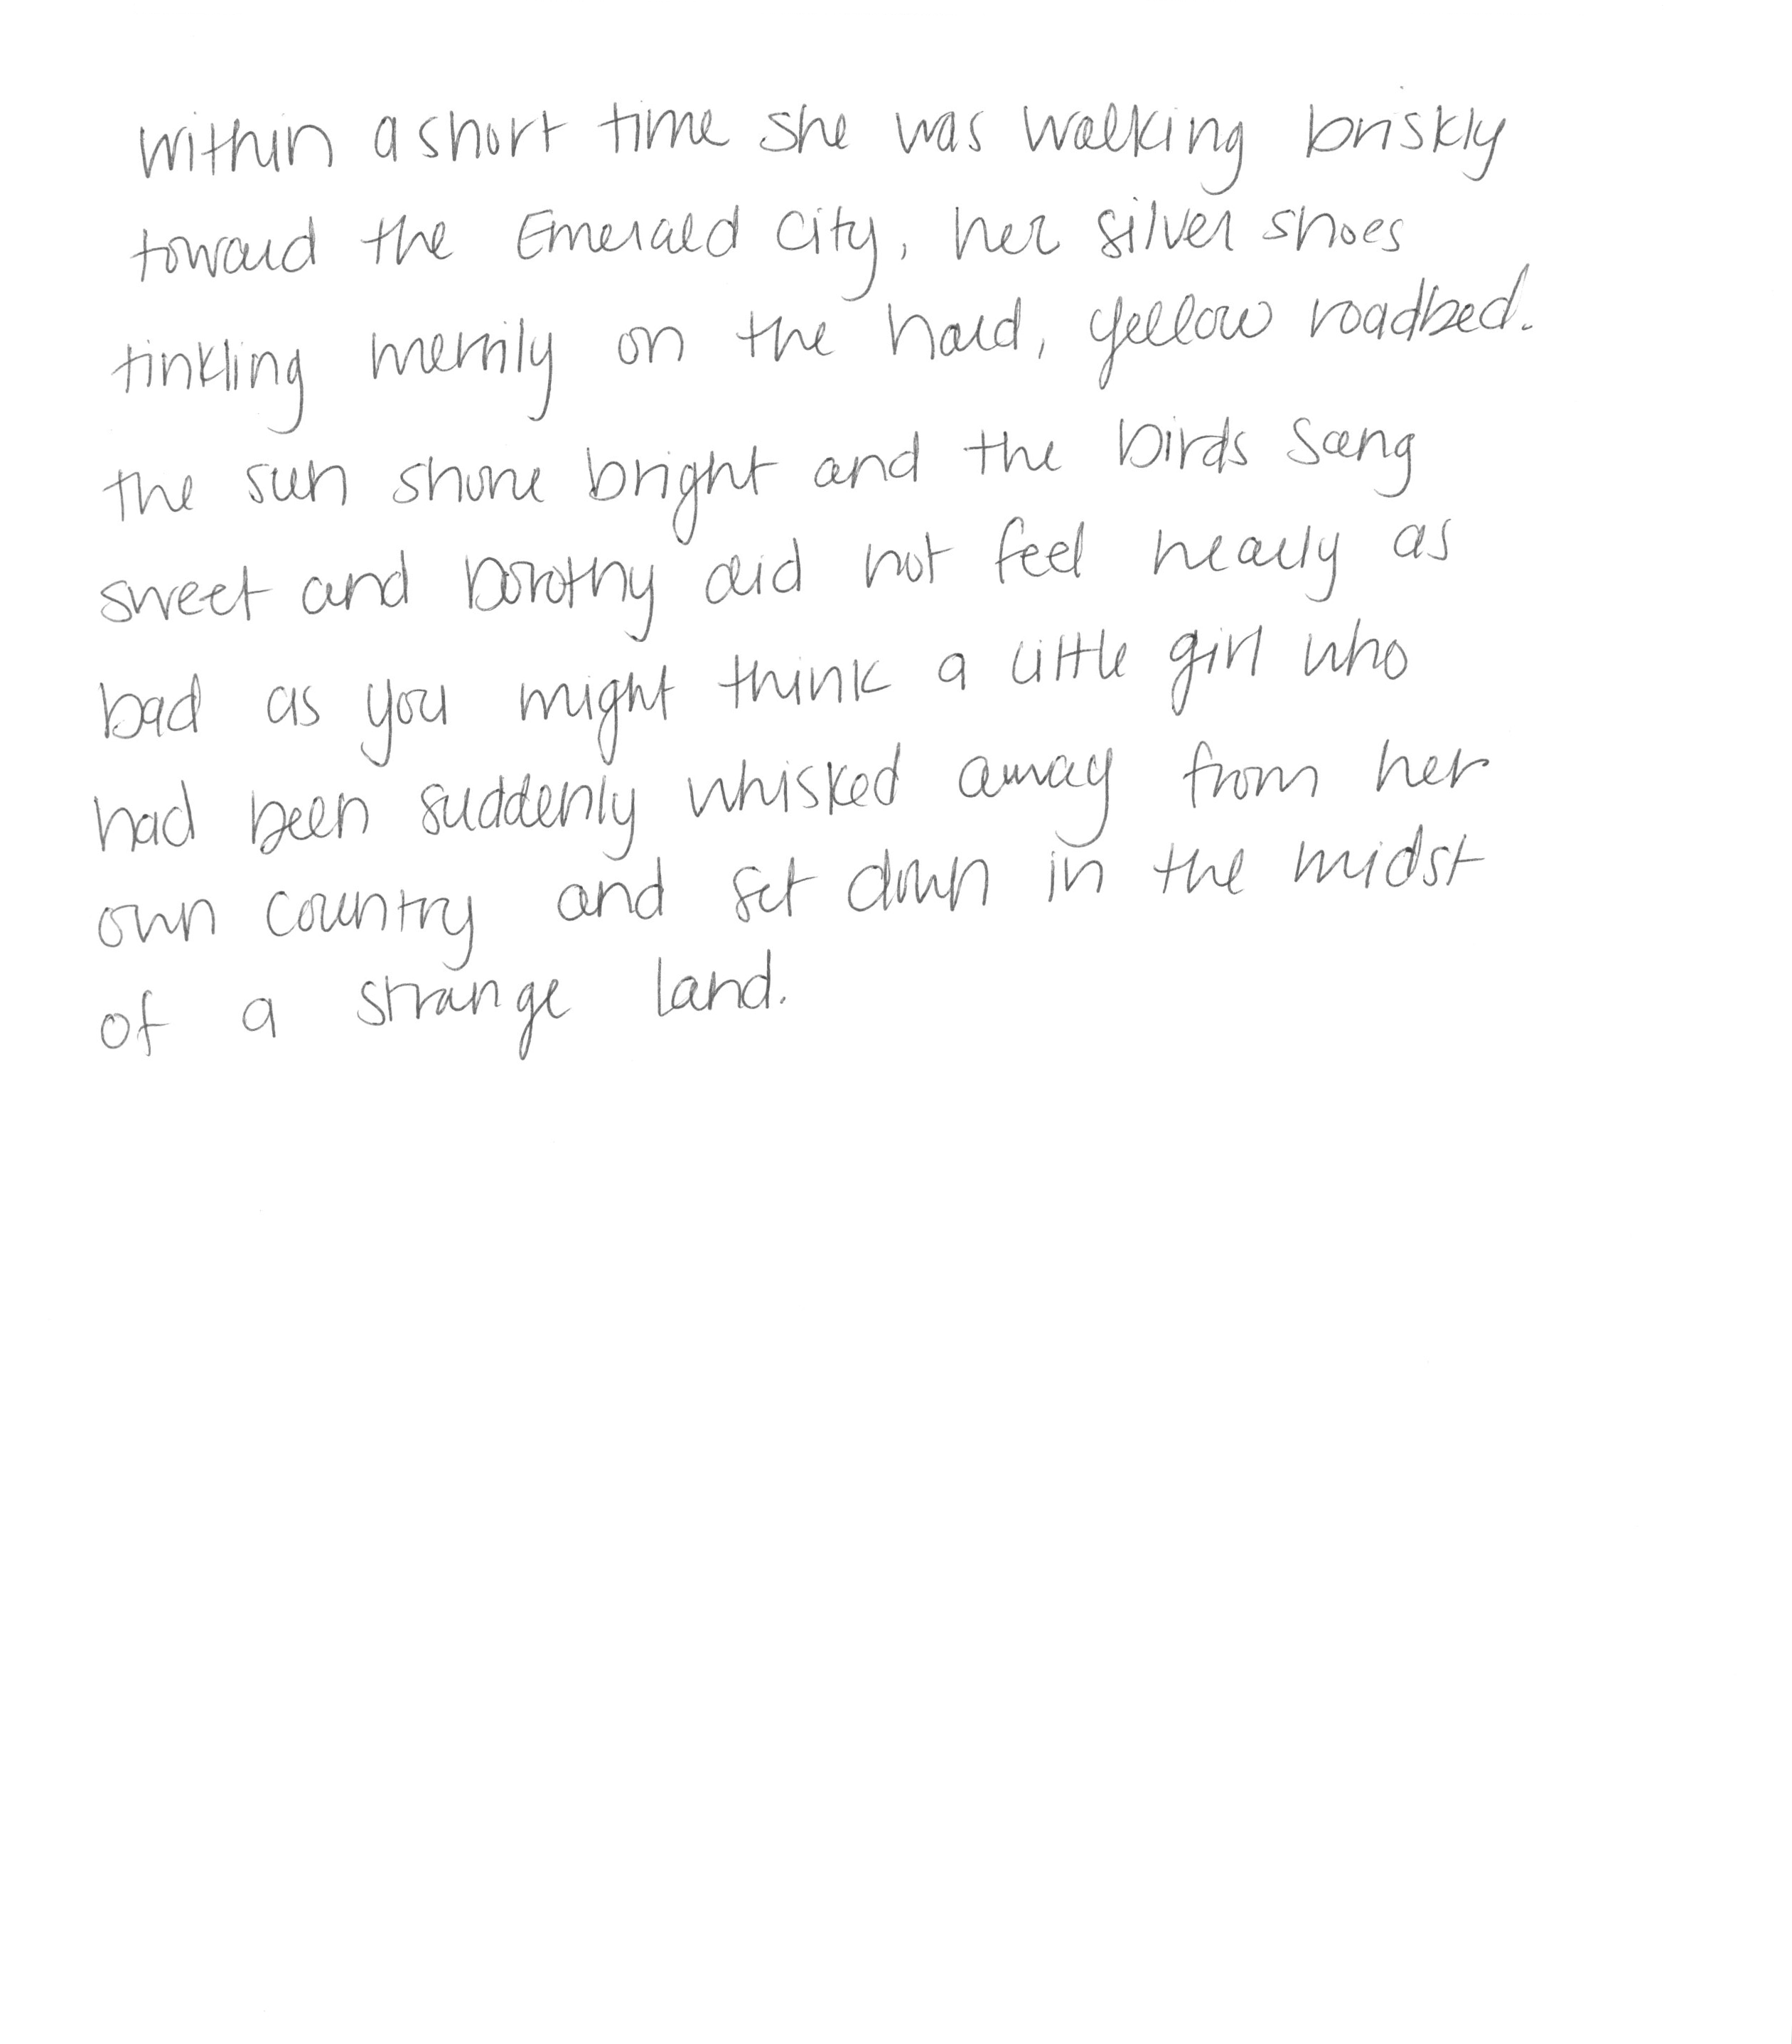 Within a short time she was walking briskly
toward the Emerald City, her silver shoes
tinkling merrily on the hard, yellow roadbed.
The sun shone bright and the birds sang
sweet and Dorothy did not feel nearly as
bad as you might think a little girl who
had been suddenly whisked away from her
own country and set down in the midst
of a strange land.